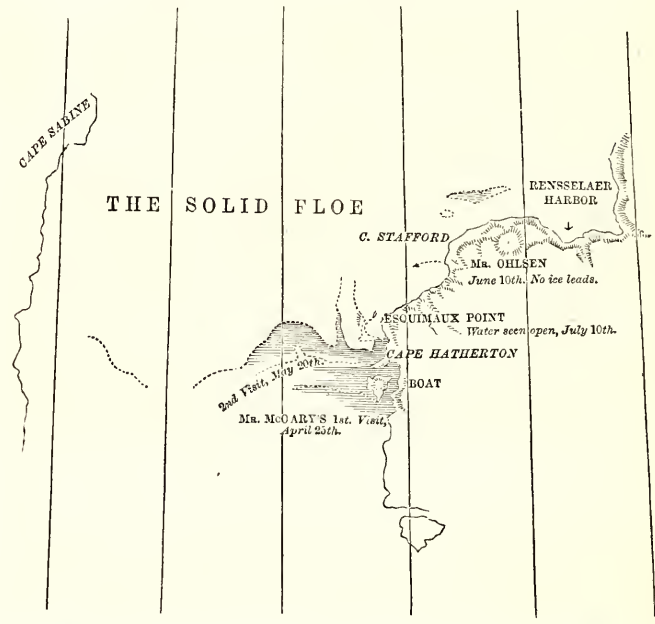 CAPE SABINE
THE SOLID FLOE
RENSSELAER
HARBOR
C. STAFFORD
Mr. OHLSEN
June 10th. No ice leads.
ESQUIMAUX POINT
Water seen open, July 10th.
CAPE HATHERTON
2nd Visit, May 20th.
BOAT
Mr. McGARY'S 1st. Visit,
April 25th.